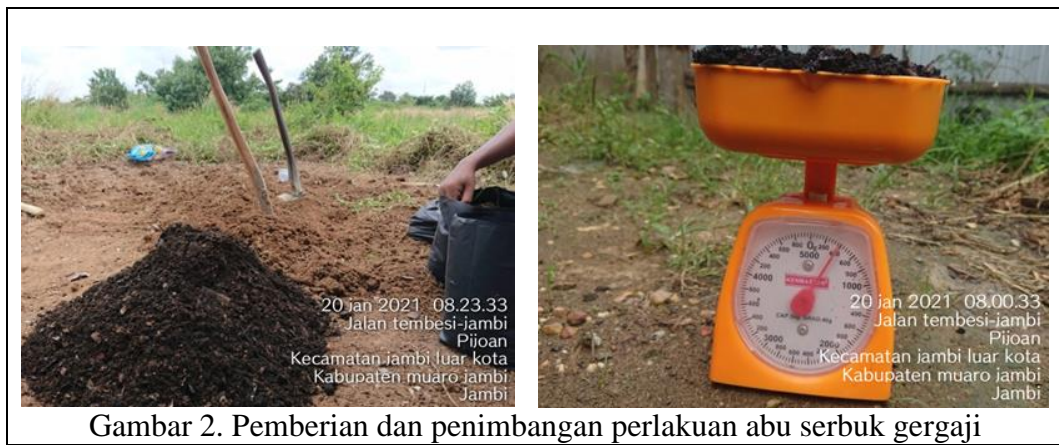 20 jan 2021 08.23.33
Jalan tembesi-jambi
Pijoan
Kecamatan jambi luar kota
Kabupaten muaro jambi
Jambi
5000
4000
1000
20 jan 2021 08.00.33
Jalan tembesi-jambi
Pijoan
Kecamatan jambi luar kota
Kabupaten muaro jambi
Jambi
Gambar 2. Pemberian dan penimbangan perlakuan abu serbuk gergaji